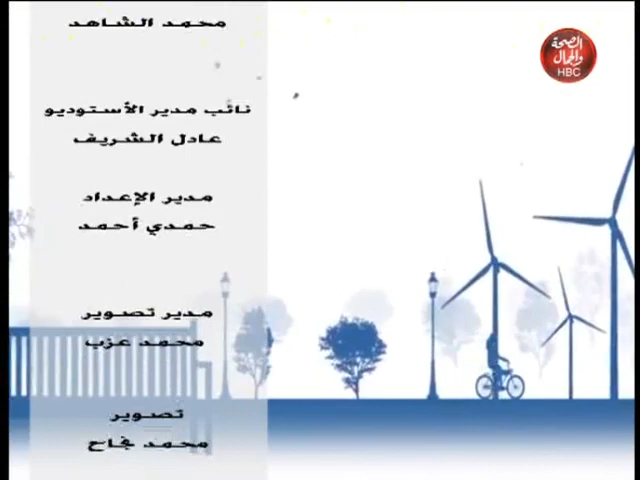 محمد الشاهد
الصحة
والجمال
HBC
نائب مدير الأستوديو
عادل الشريف
مدير الإعداد
حمدي أحمد
مدير تصوير
محمد عزب
تصوير
محمد نجاح